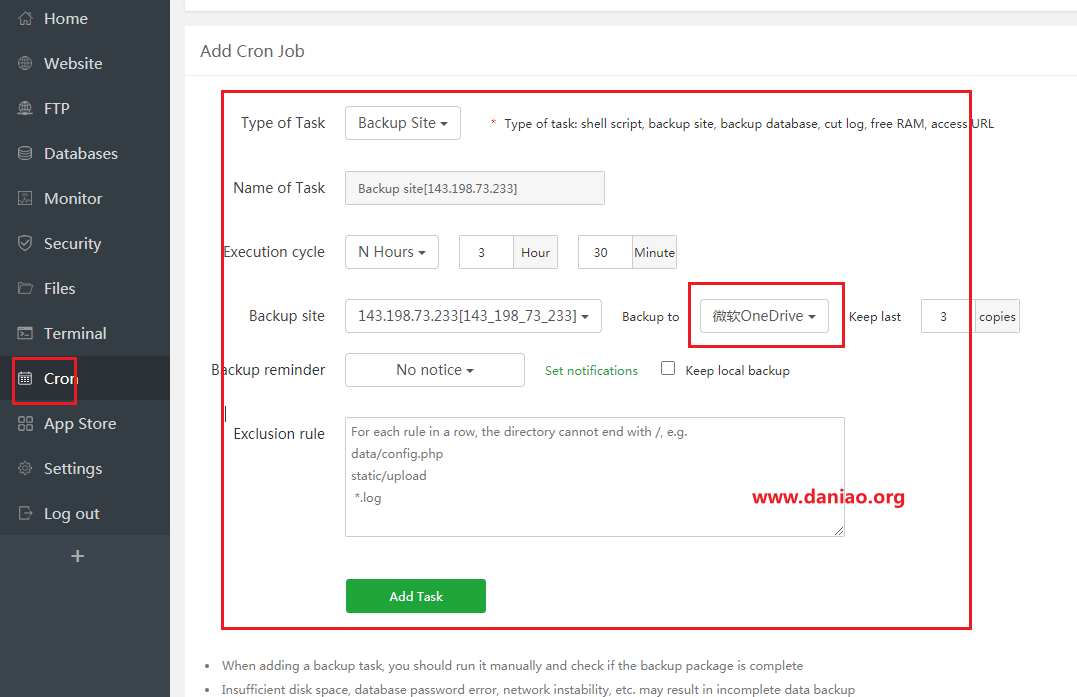 Home
Website
FTP
Databases
Monitor
Security
Files
Terminal
Cron
App Store
Settings
Log out
+
Add Cron Job
Type of Task Backup Site * Type of task: shell script, backup site, backup database, cut log, free RAM, access URL
Name of Task Backup site[143.198.73.233]
Execution cycle N Hours 3 Hour 30 Minute
Backup site 143.198.73.233[143_198_73_233] Backup to 微软OneDrive Keep last 3 copies
Backup reminder No notice Set notifications Keep local backup
Exclusion rule For each rule in a row, the directory cannot end with /, e.g.
data/config.php
static/upload
*.log
www.daniao.org
Add Task
• When adding a backup task, you should run it manually and check if the backup package is complete
• Insufficient disk space, database password error, network instability, etc. may result in incomplete data backup